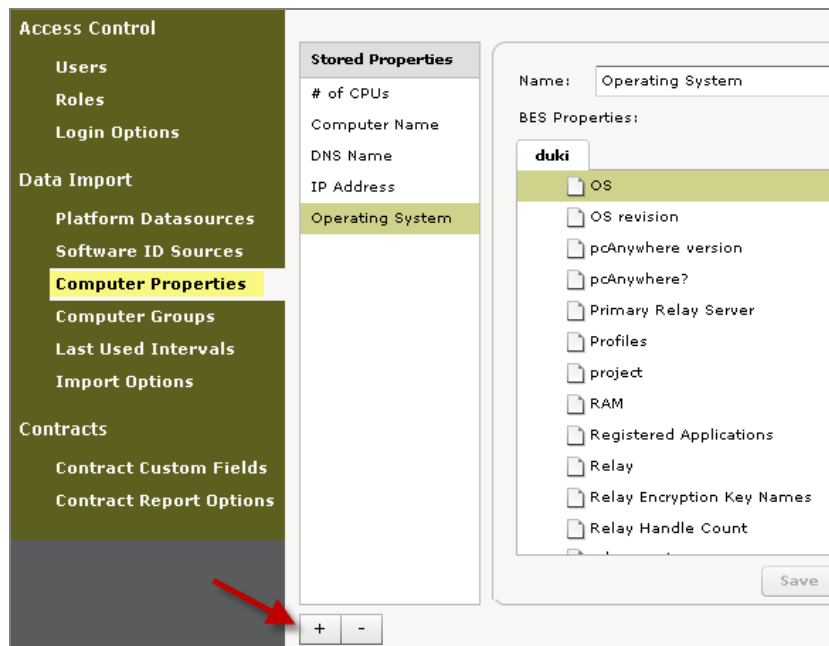 Access Control
Users
Roles
Login Options
Data Import
Platform Datasources
Software ID Sources
Computer Properties
Computer Groups
Last Used Intervals
Import Options
Contracts
Contract Custom Fields
Contract Report Options
Stored Properties
# of CPUs
Computer Name
DNS Name
IP Address
Operating System
+ -
Name: Operating System
BES Properties:
duki
OS
OS revision
pcAnywhere version
pcAnywhere?
Primary Relay Server
Profiles
project
RAM
Registered Applications
Relay
Relay Encryption Key Names
Relay Handle Count
Save